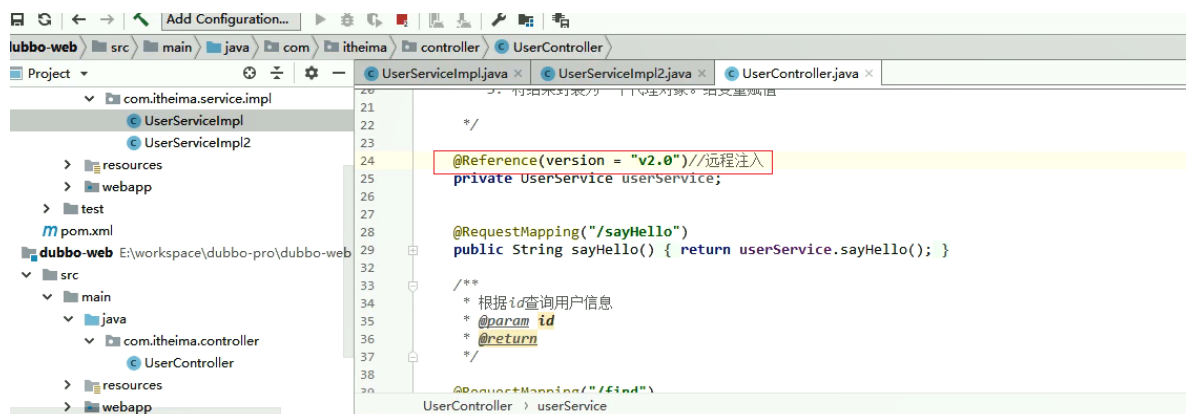 Add Configuration...
dubbo-web src main java com itheima controller UserController
Project
UserServiceImpl.java
UserServiceImpl2.java
UserController.java
com.itheima.service.impl
UserServiceImpl
UserServiceImpl2
resources
webapp
test
pom.xml
dubbo-web E:\workspace\dubbo-pro\dubbo-web
src
main
java
com.itheima.controller
UserController
resources
webapp
20
21
22 */
23
24 @Reference(version = "v2.0")//远程注入
25 private UserService userService;
26
27
28 @RequestMapping("/sayHello")
29 public String sayHello() { return userService.sayHello(); }
32
33 /**
34 * 根据id查询用户信息
35 * @param id
36 * @return
37 */
38
39 @RequestMapping("/find")
UserController › userService